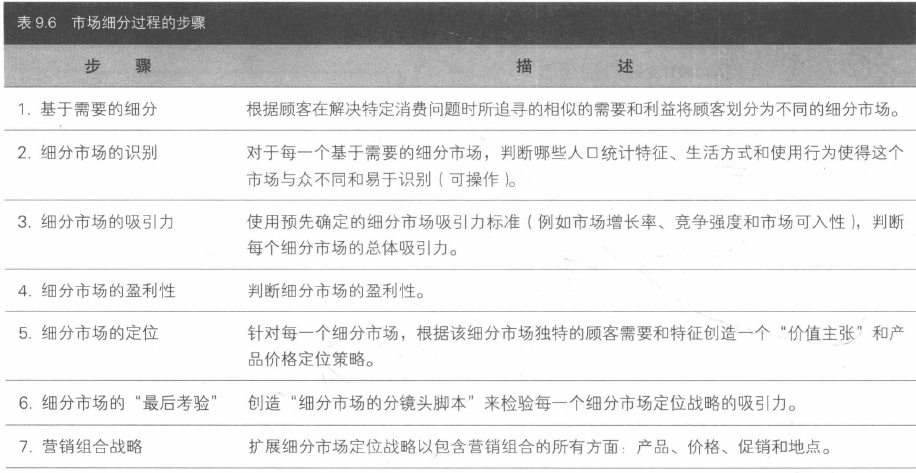 表 9.6 市场细分过程的步骤
步 骤 描 述
1. 基于需要的细分 根据顾客在解决特定消费问题时所追寻的相似的需要和利益将顾客划分为不同的细分市场。
2. 细分市场的识别 对于每一个基于需要的细分市场，判断哪些人口统计特征、生活方式和使用行为使得这个
市场与众不同和易于识别（可操作）。
3. 细分市场的吸引力 使用预先确定的细分市场吸引力标准（例如市场增长率、竞争强度和市场可入性），判断
每个细分市场的总体吸引力。
4. 细分市场的盈利性 判断细分市场的盈利性。
5. 细分市场的定位 针对每一个细分市场，根据该细分市场独特的顾客需要和特征创造一个“价值主张”和产
品价格定位策略。
6. 细分市场的“最后考验” 创造“细分市场的分镜头脚本”来检验每一个细分市场定位战略的吸引力。
7. 营销组合战略 扩展细分市场定位战略以包含营销组合的所有方面：产品、价格、促销和地点。